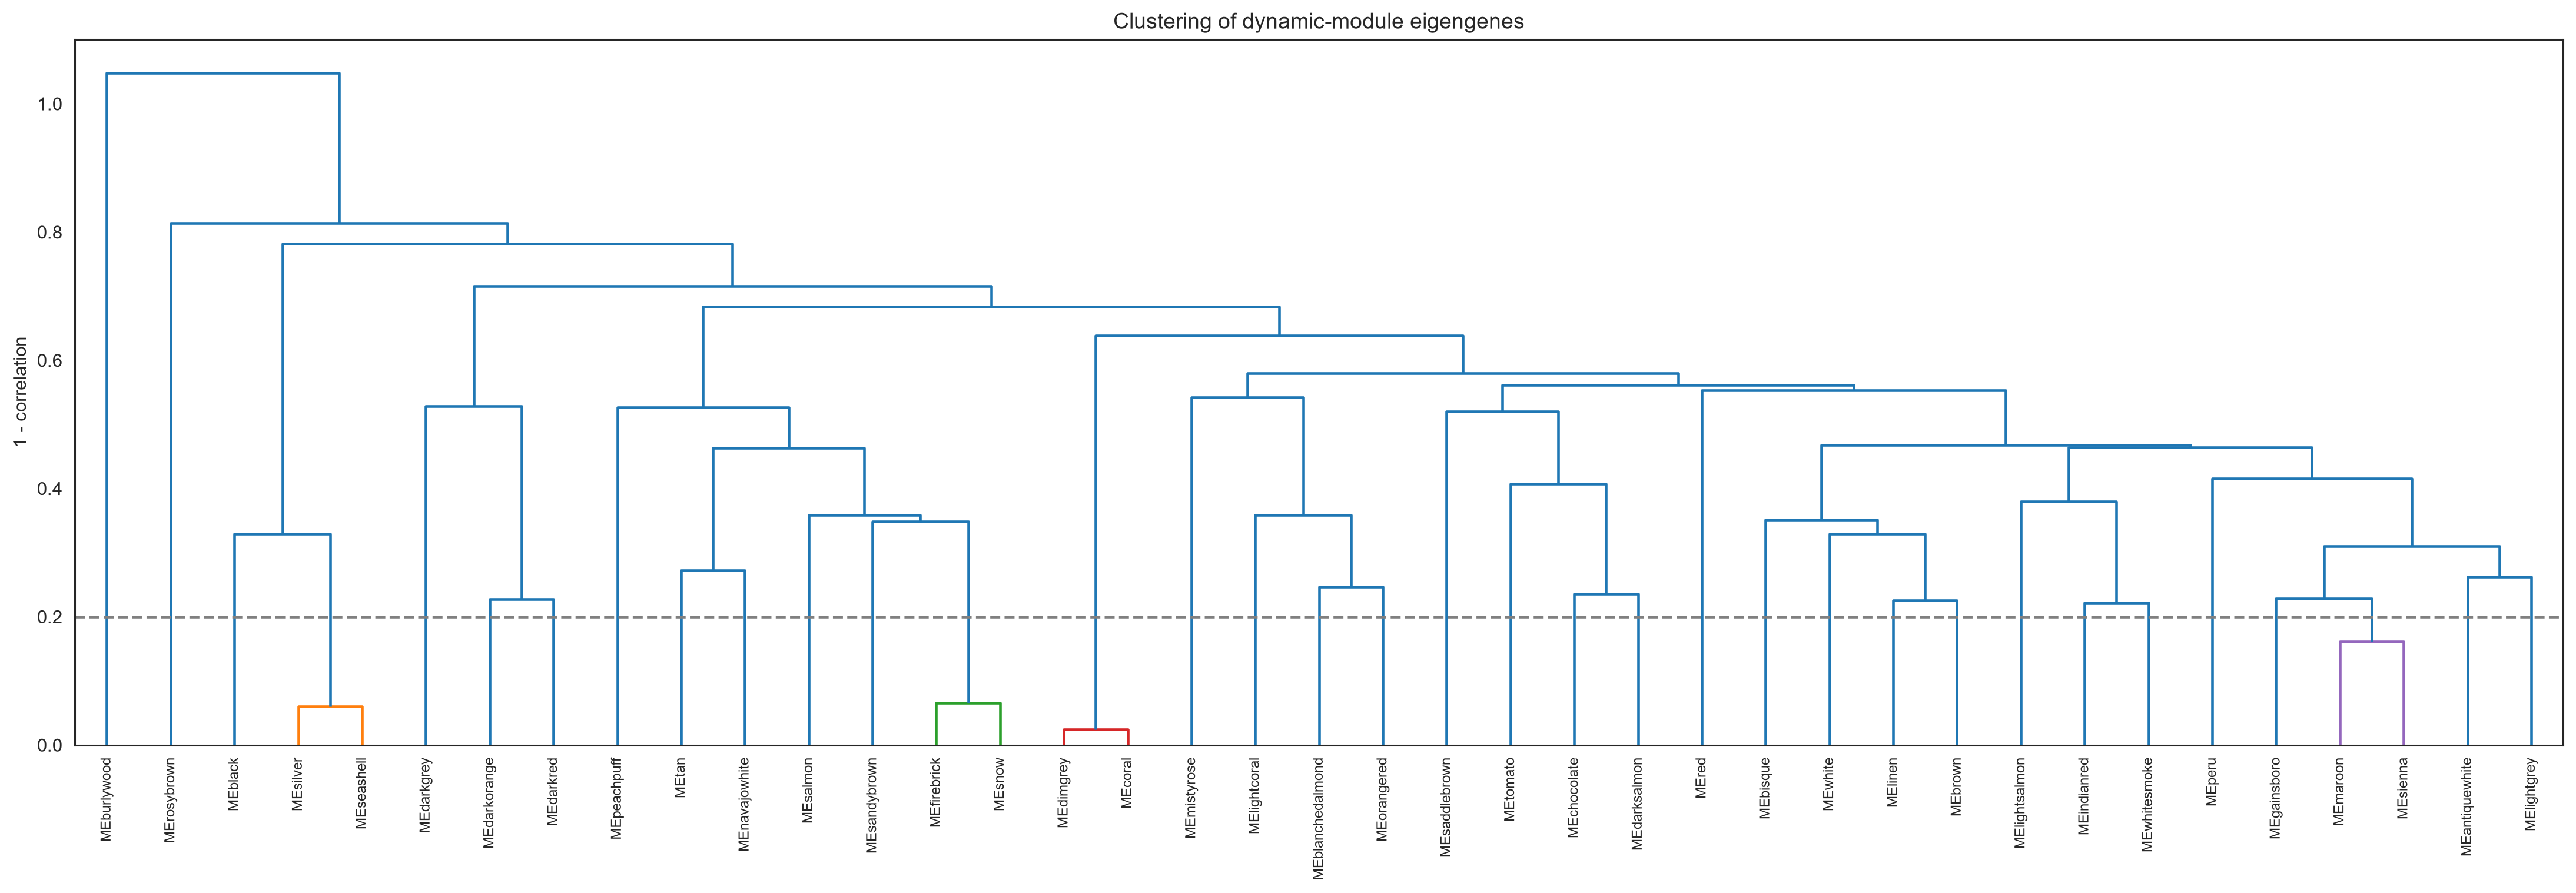 Clustering of dynamic-module eigengenes
1 - correlation
1.0
0.8
0.6
0.4
0.2
0.0
MEburlywood
MErosybrown
MEblack
MEsilver
MEseashell
MEdarkgrey
MEdarkorange
MEdarkred
MEpeachpuff
MEtan
MEnavajowhite
MEsalmon
MEsandybrown
MEfirebrick
MEsnow
MEdimgrey
MEcoral
MEmistyrose
MElightcoral
MEblanchedalmond
MEorangered
MEsaddlebrown
MEtomato
MEchocolate
MEdarksalmon
MEred
MEbisque
MEwhite
MElinen
MEbrown
MElightsalmon
MEindianred
MEwhitesmoke
MEperu
MEgainsboro
MEmaroon
MEsienna
MEantiquewhite
MElightgrey